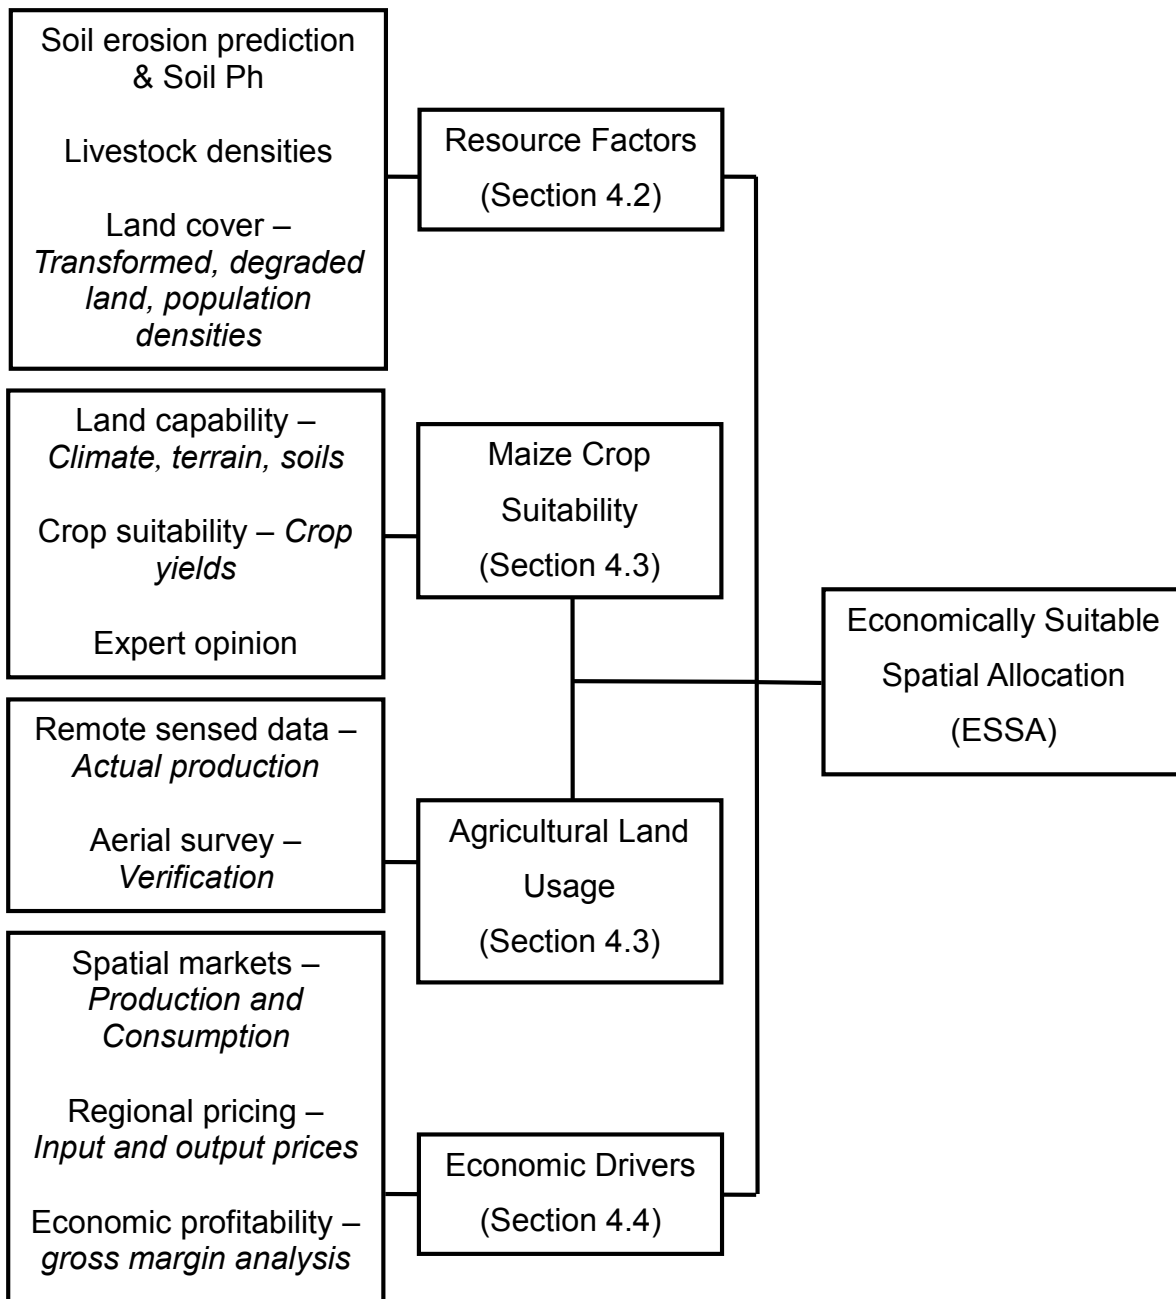 Soil erosion prediction
& Soil Ph
Livestock densities
Land cover –
Transformed, degraded
land, population
densities
Resource Factors
(Section 4.2)
Land capability –
Climate, terrain, soils
Crop suitability – Crop
yields
Expert opinion
Maize Crop
Suitability
(Section 4.3)
Economically Suitable
Spatial Allocation
(ESSA)
Remote sensed data –
Actual production
Aerial survey –
Verification
Agricultural Land
Usage
(Section 4.3)
Spatial markets –
Production and
Consumption
Regional pricing –
Input and output prices
Economic profitability –
gross margin analysis
Economic Drivers
(Section 4.4)